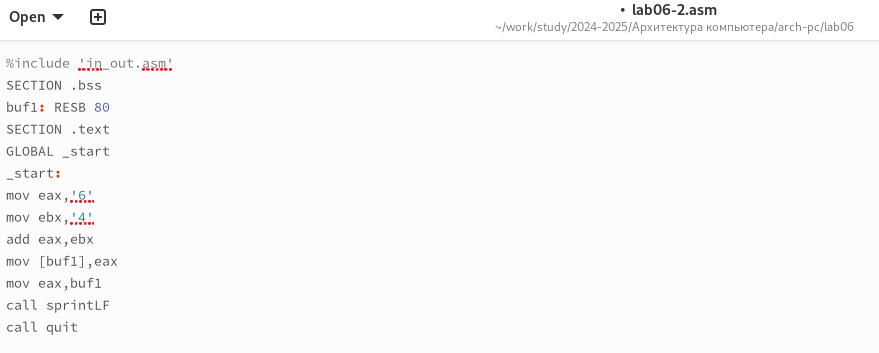 Open
• lab06-2.asm
~/work/study/2024-2025/Архитектура компьютера/arch-pc/lab06
%include 'in_out.asm'
SECTION .bss
buf1: RESB 80
SECTION .text
GLOBAL _start
_start:
mov eax,'6'
mov ebx,'4'
add eax,ebx
mov [buf1],eax
mov eax,buf1
call sprintLF
call quit